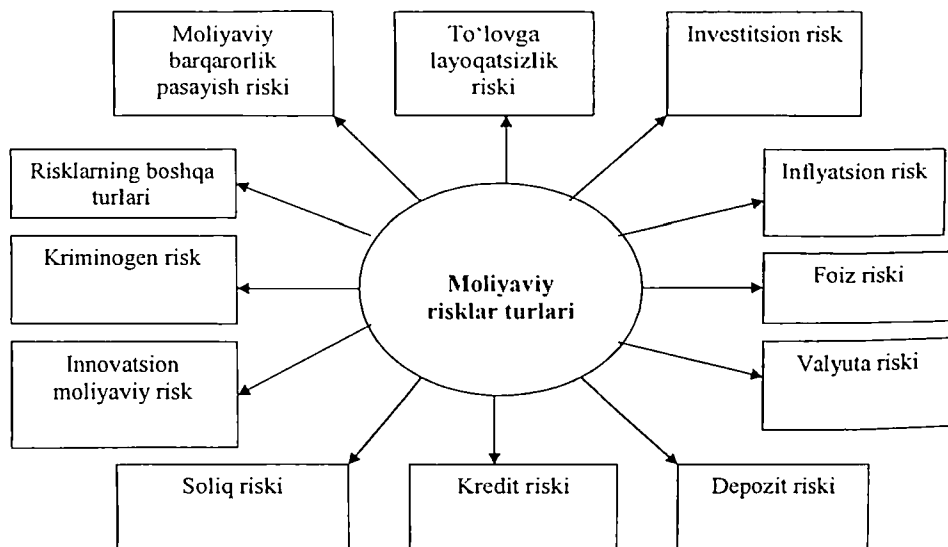 Moliyaviy
barqarorlik
pasayish riski
To‘lovga
layoqatsizlik
riski
Investitsion risk
Risklarning boshqa
turlari
Inflyatsion risk
Kriminogen risk
Moliyaviy
risklar turlari
Foiz riski
Innovatsion
moliyaviy risk
Valyuta riski
Soliq riski
Kredit riski
Depozit riski